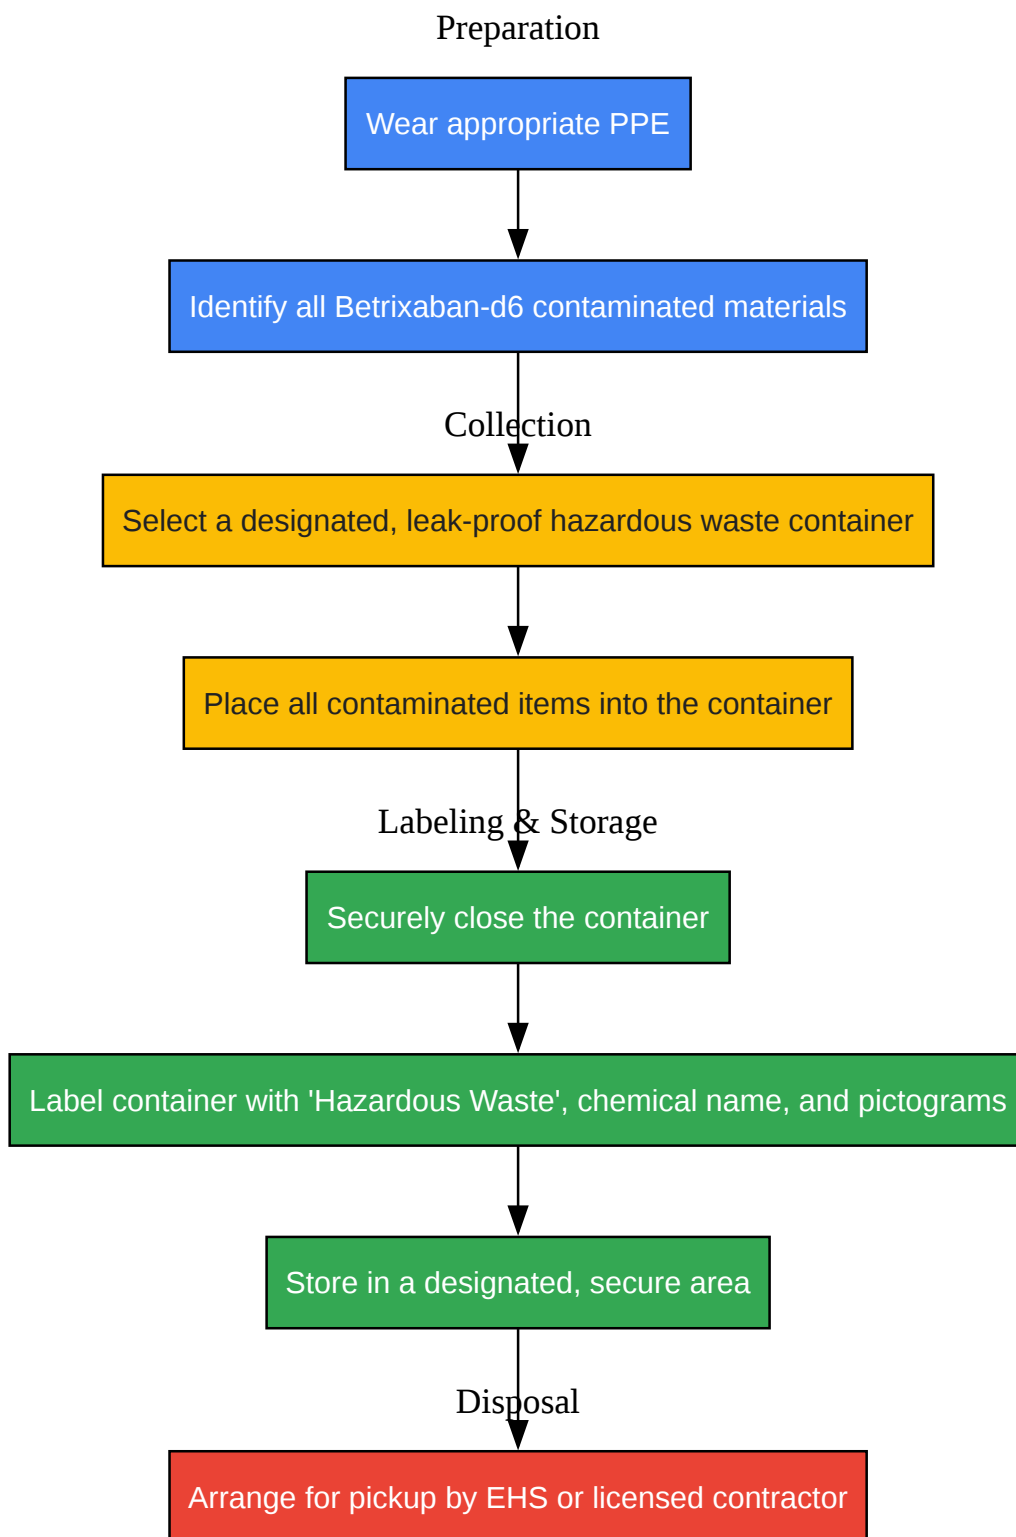 Preparation
Wear appropriate PPE
Identify all Betrixaban-d6 contaminated materials
Collection
Select a designated, leak-proof hazardous waste container
Place all contaminated items into the container
Labeling & Storage
Securely close the container
Label container with 'Hazardous Waste', chemical name, and pictograms
Store in a designated, secure area
Disposal
Arrange for pickup by EHS or licensed contractor